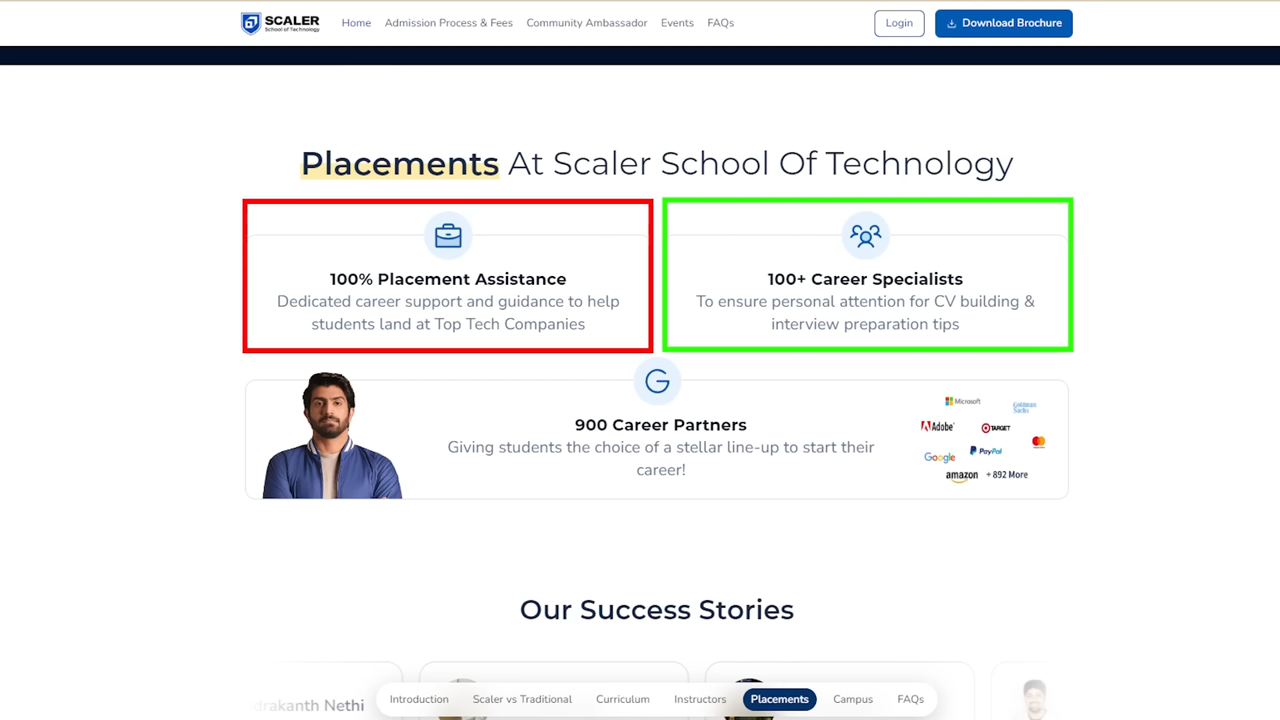 SCALER
School of Technology
Home
Admission Process & Fees
Community Ambassador
Events
FAQs
Login
Download Brochure
Placements At Scaler School Of Technology
100% Placement Assistance
Dedicated career support and guidance to help
students land at Top Tech Companies
100+ Career Specialists
To ensure personal attention for CV building &
interview preparation tips
900 Career Partners
Giving students the choice of a stellar line-up to start their
career!
Microsoft
Goldman
Sachs
Adobe
TARGET
Google
PayPal
amazon
+ 892 More
Our Success Stories
drakanth Nethi
Introduction
Scaler vs Traditional
Curriculum
Instructors
Placements
Campus
FAQs